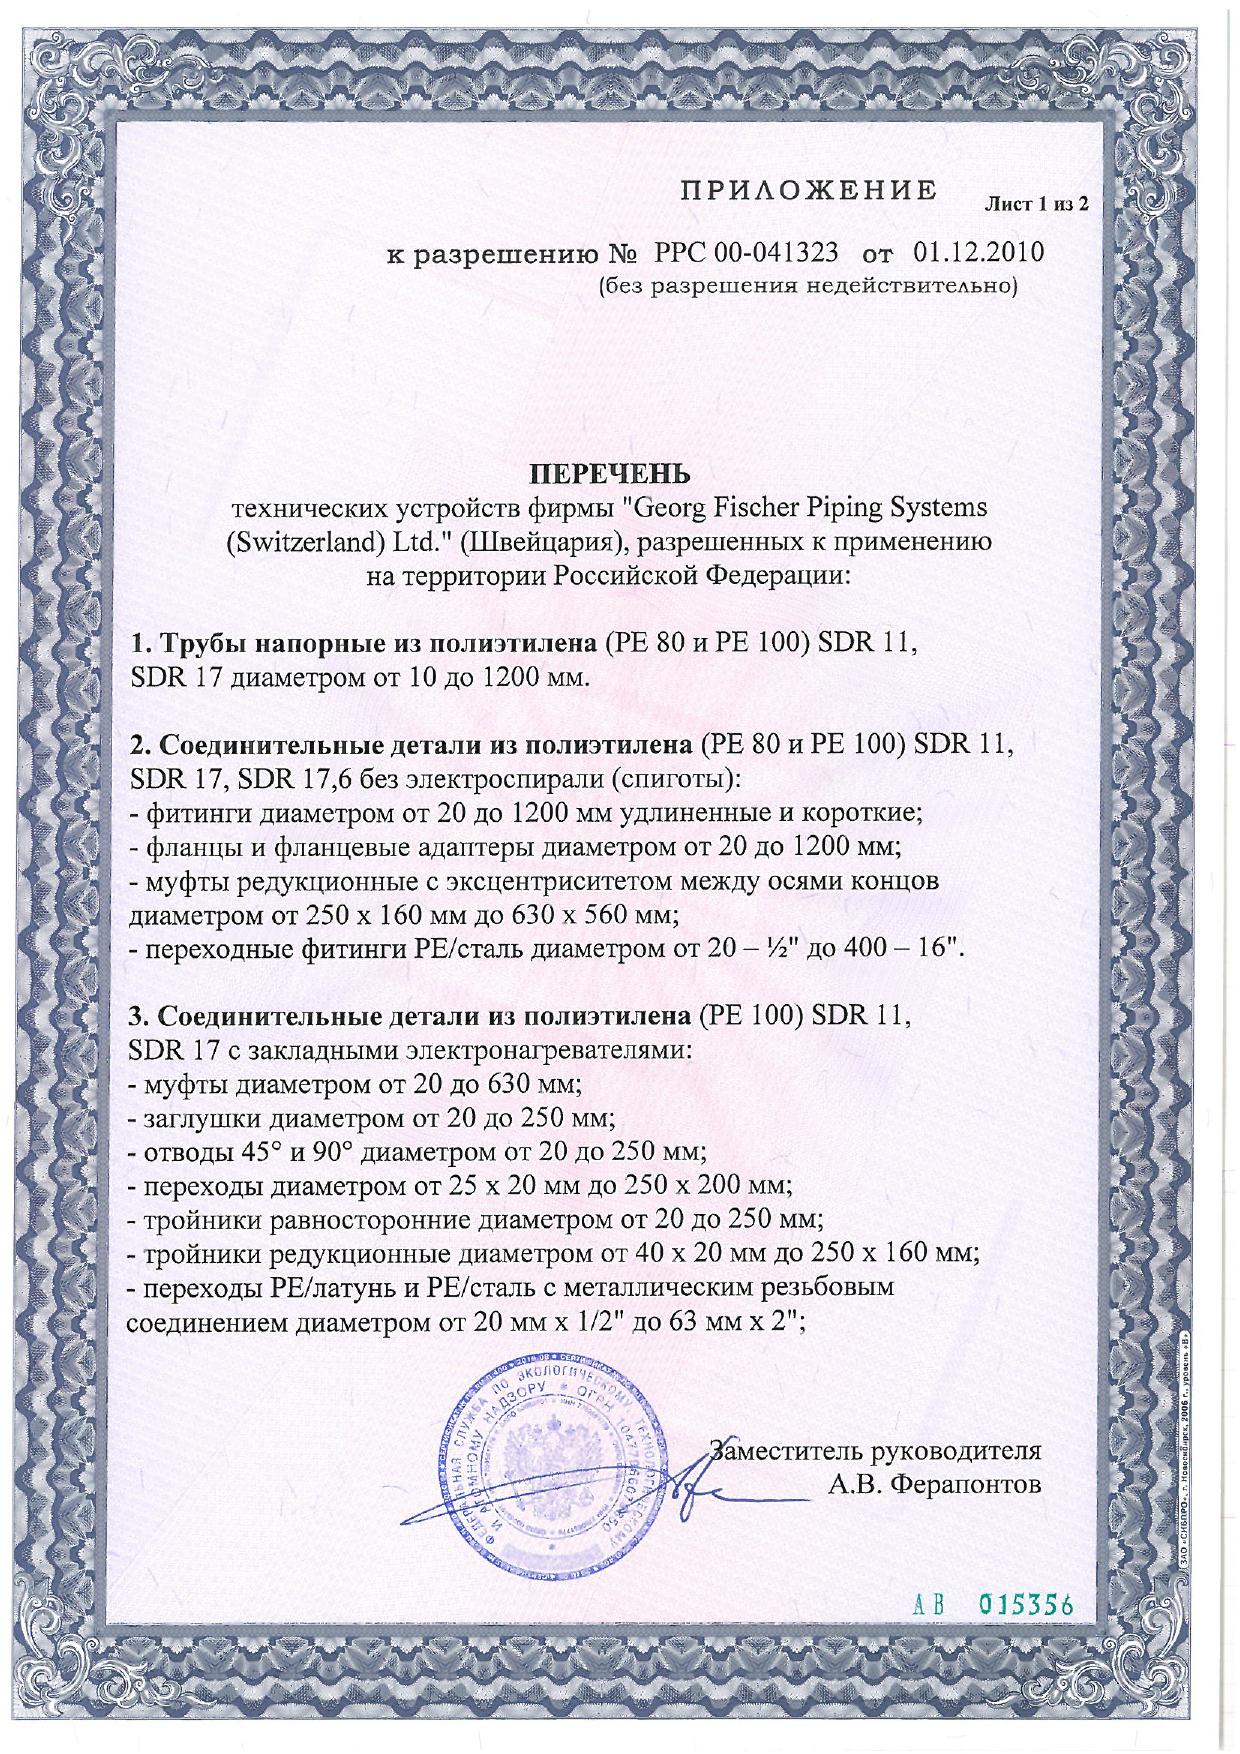 ПРИЛОЖЕНИЕ
Лист 1 из 2
к разрешению № РРС 00-041323 от 01.12.2010
(без разрешения недействительно)
ПЕРЕЧЕНЬ
технических устройств фирмы "Georg Fischer Piping Systems
(Switzerland) Ltd." (Швейцария), разрешенных к применению
на территории Российской Федерации:
1. Трубы напорные из полиэтилена (PE 80 и PE 100) SDR 11,
SDR 17 диаметром от 10 до 1200 мм.
2. Соединительные детали из полиэтилена (PE 80 и PE 100) SDR 11,
SDR 17, SDR 17,6 без электроспирали (спиготы):
- фитинги диаметром от 20 до 1200 мм удлиненные и короткие;
- фланцы и фланцевые адаптеры диаметром от 20 до 1200 мм;
- муфты редукционные с эксцентриситетом между осями концов
диаметром от 250 х 160 мм до 630 х 560 мм;
- переходные фитинги РЕ/сталь диаметром от 20 – ½" до 400 – 16".
3. Соединительные детали из полиэтилена (PE 100) SDR 11,
SDR 17 с закладными электронагревателями:
- муфты диаметром от 20 до 630 мм;
- заглушки диаметром от 20 до 250 мм;
- отводы 45° и 90° диаметром от 20 до 250 мм;
- переходы диаметром от 25 х 20 мм до 250 х 200 мм;
- тройники равносторонние диаметром от 20 до 250 мм;
- тройники редукционные диаметром от 40 х 20 мм до 250 х 160 мм;
- переходы РЕ/латунь и РЕ/сталь с металлическим резьбовым
соединением диаметром от 20 мм х 1/2" до 63 мм х 2";
ФЕДЕРАЛЬНАЯ СЛУЖБА ПО ЭКОЛОГИЧЕСКОМУ, ТЕХНОЛОГИЧЕСКОМУ
И АТОМНОМУ НАДЗОРУ * ОГРН
Заместитель руководителя
А.В. Ферапонтов
АВ 015356
ЗАО «СИБПРО», г. Новосибирск, 2006 г., уровень «В»